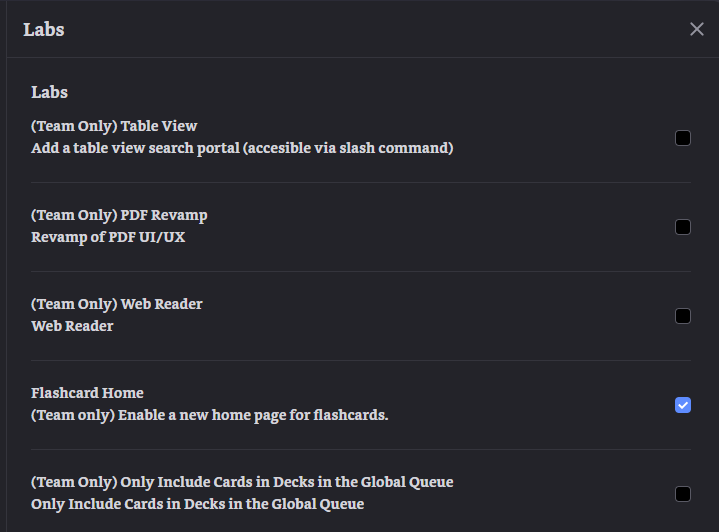 Labs
Labs
(Team Only) Table View
Add a table view search portal (accesible via slash command)
(Team Only) PDF Revamp
Revamp of PDF UI/UX
(Team Only) Web Reader
Web Reader
Flashcard Home
(Team only) Enable a new home page for flashcards.
(Team Only) Only Include Cards in Decks in the Global Queue
Only Include Cards in Decks in the Global Queue